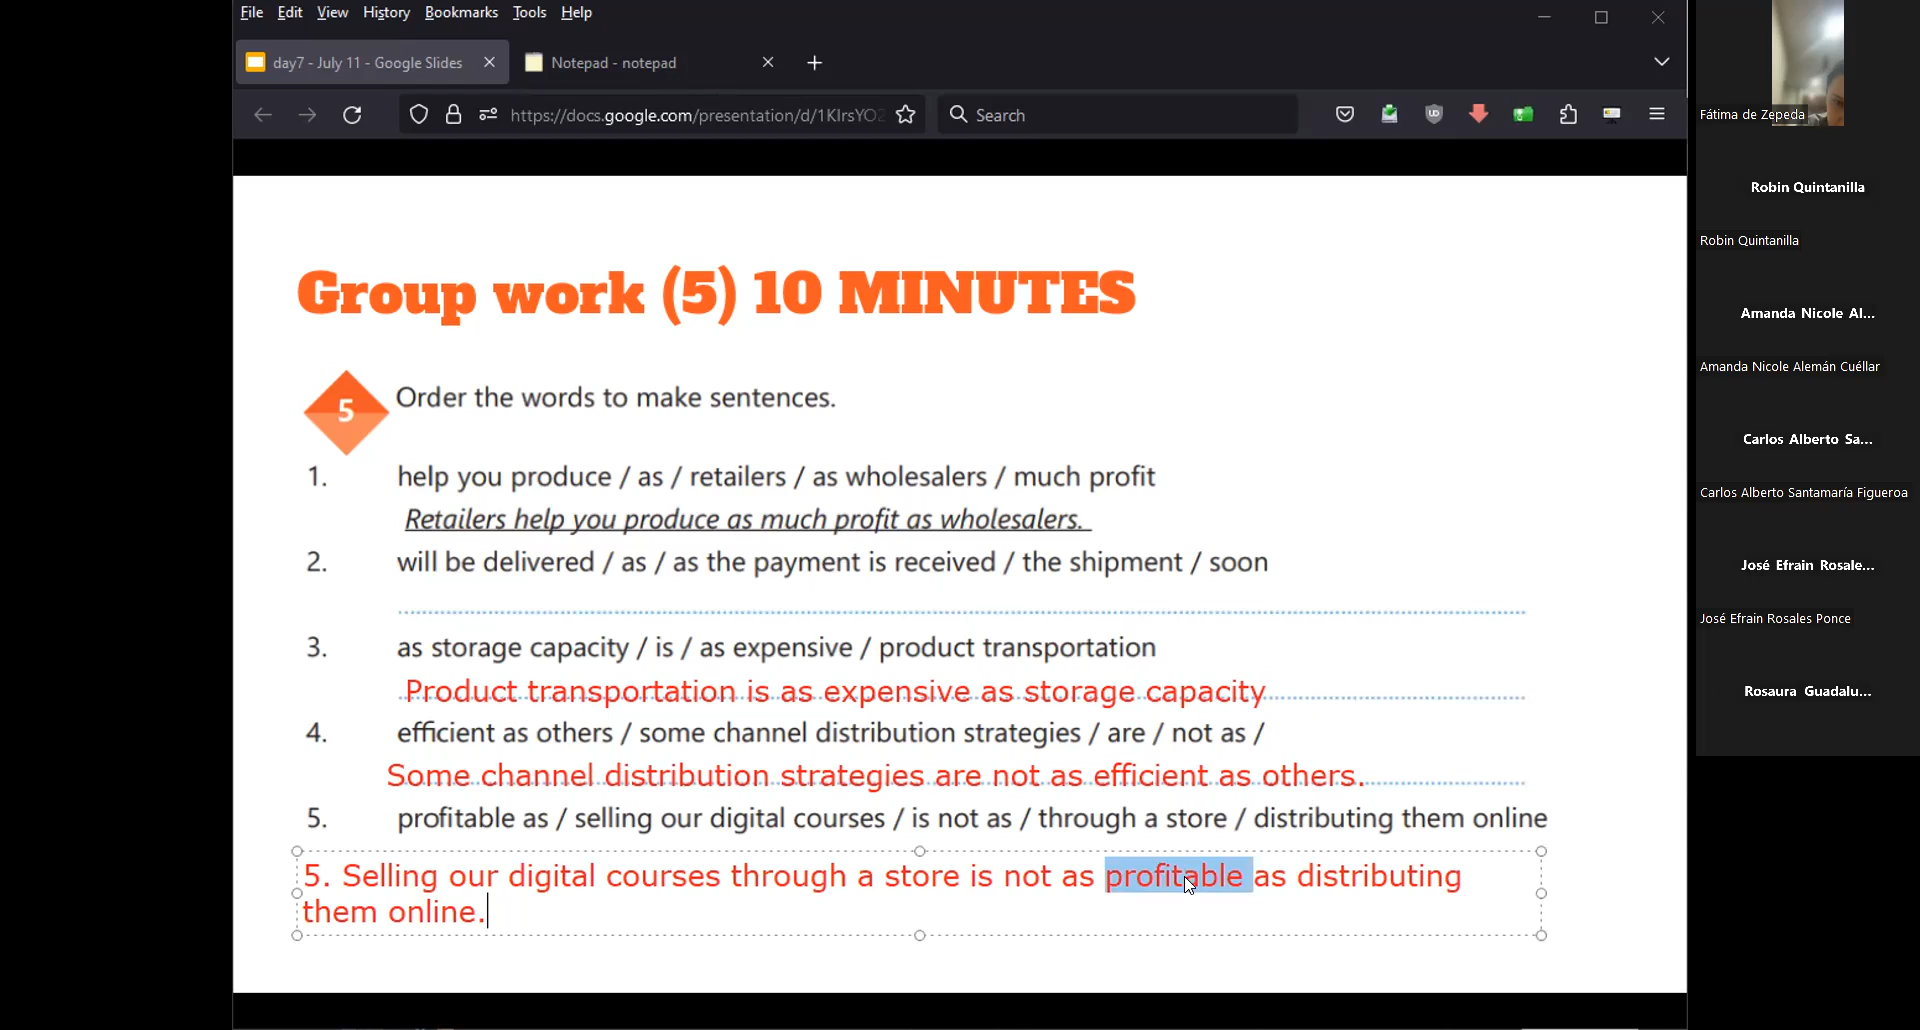 File Edit View History Bookmarks Tools Help
day7 - July 11 - Google Slides
Notepad - notepad
https://docs.google.com/presentation/d/1KIrsYO
Search
Group work (5) 10 MINUTES
5
Order the words to make sentences.
1. help you produce / as / retailers / as wholesalers / much profit
Retailers help you produce as much profit as wholesalers.
2. will be delivered / as / as the payment is received / the shipment / soon
3. as storage capacity / is / as expensive / product transportation
Product transportation is as expensive as storage capacity
4. efficient as others / some channel distribution strategies / are / not as /
Some channel distribution strategies are not as efficient as others.
5. profitable as / selling our digital courses / is not as / through a store / distributing them online
5. Selling our digital courses through a store is not as profitable as distributing
them online.
Fátima de Zepeda
Robin Quintanilla
Robin Quintanilla
Amanda Nicole Al...
Amanda Nicole Alemán Cuéllar
Carlos Alberto Sa...
Carlos Alberto Santamaría Figueroa
José Efrain Rosale...
José Efrain Rosales Ponce
Rosaura Guadalu...